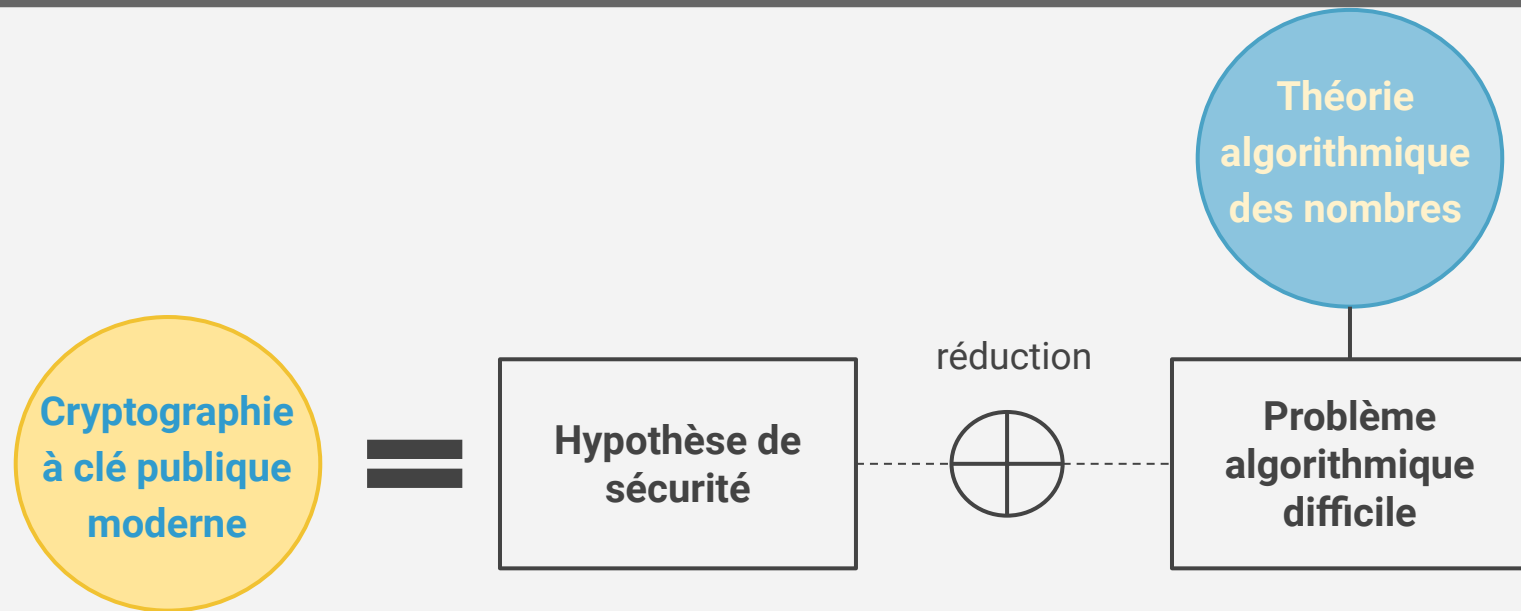 Théorie
algorithmique
des nombres
Cryptographie
à clé publique
moderne
Hypothèse de
sécurité
réduction
Problème
algorithmique
difficile